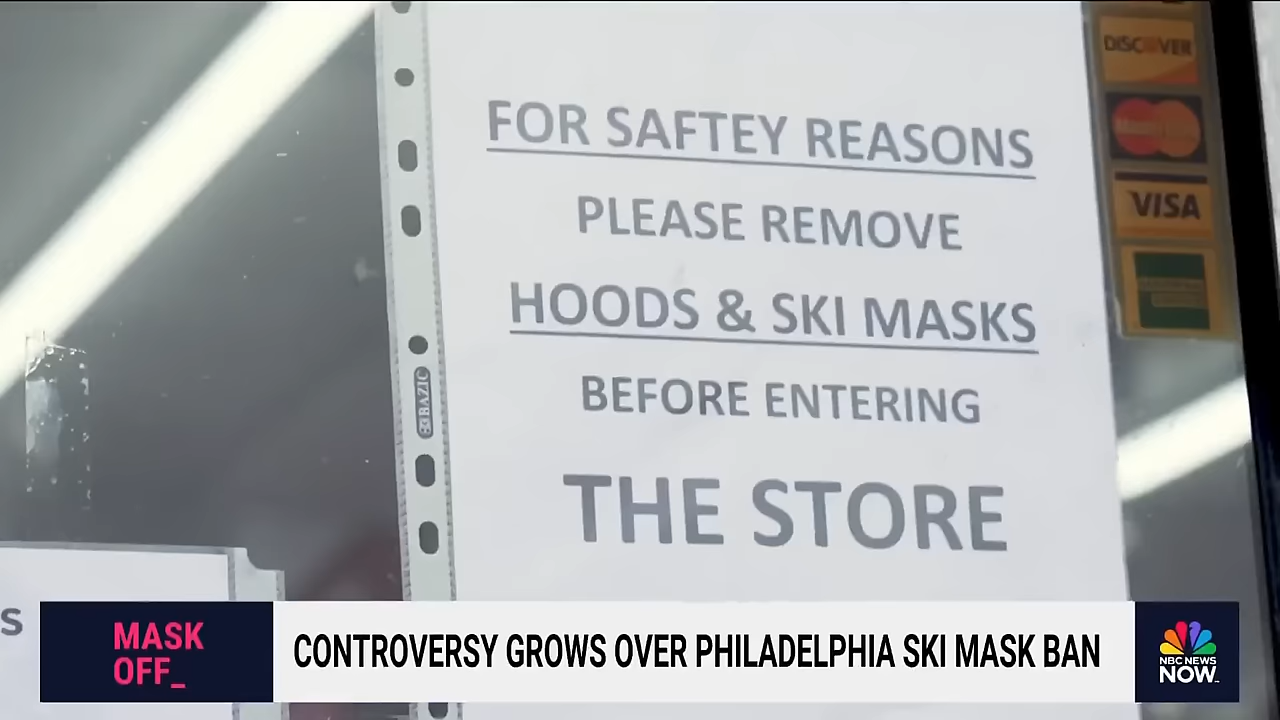 FOR SAFTEY REASONS
PLEASE REMOVE
HOODS & SKI MASKS
BEFORE ENTERING
THE STORE
DISCOVER
MasterCard
VISA
BAZIC
S
MASK
OFF_
CONTROVERSY GROWS OVER PHILADELPHIA SKI MASK BAN
NBC NEWS
NOW